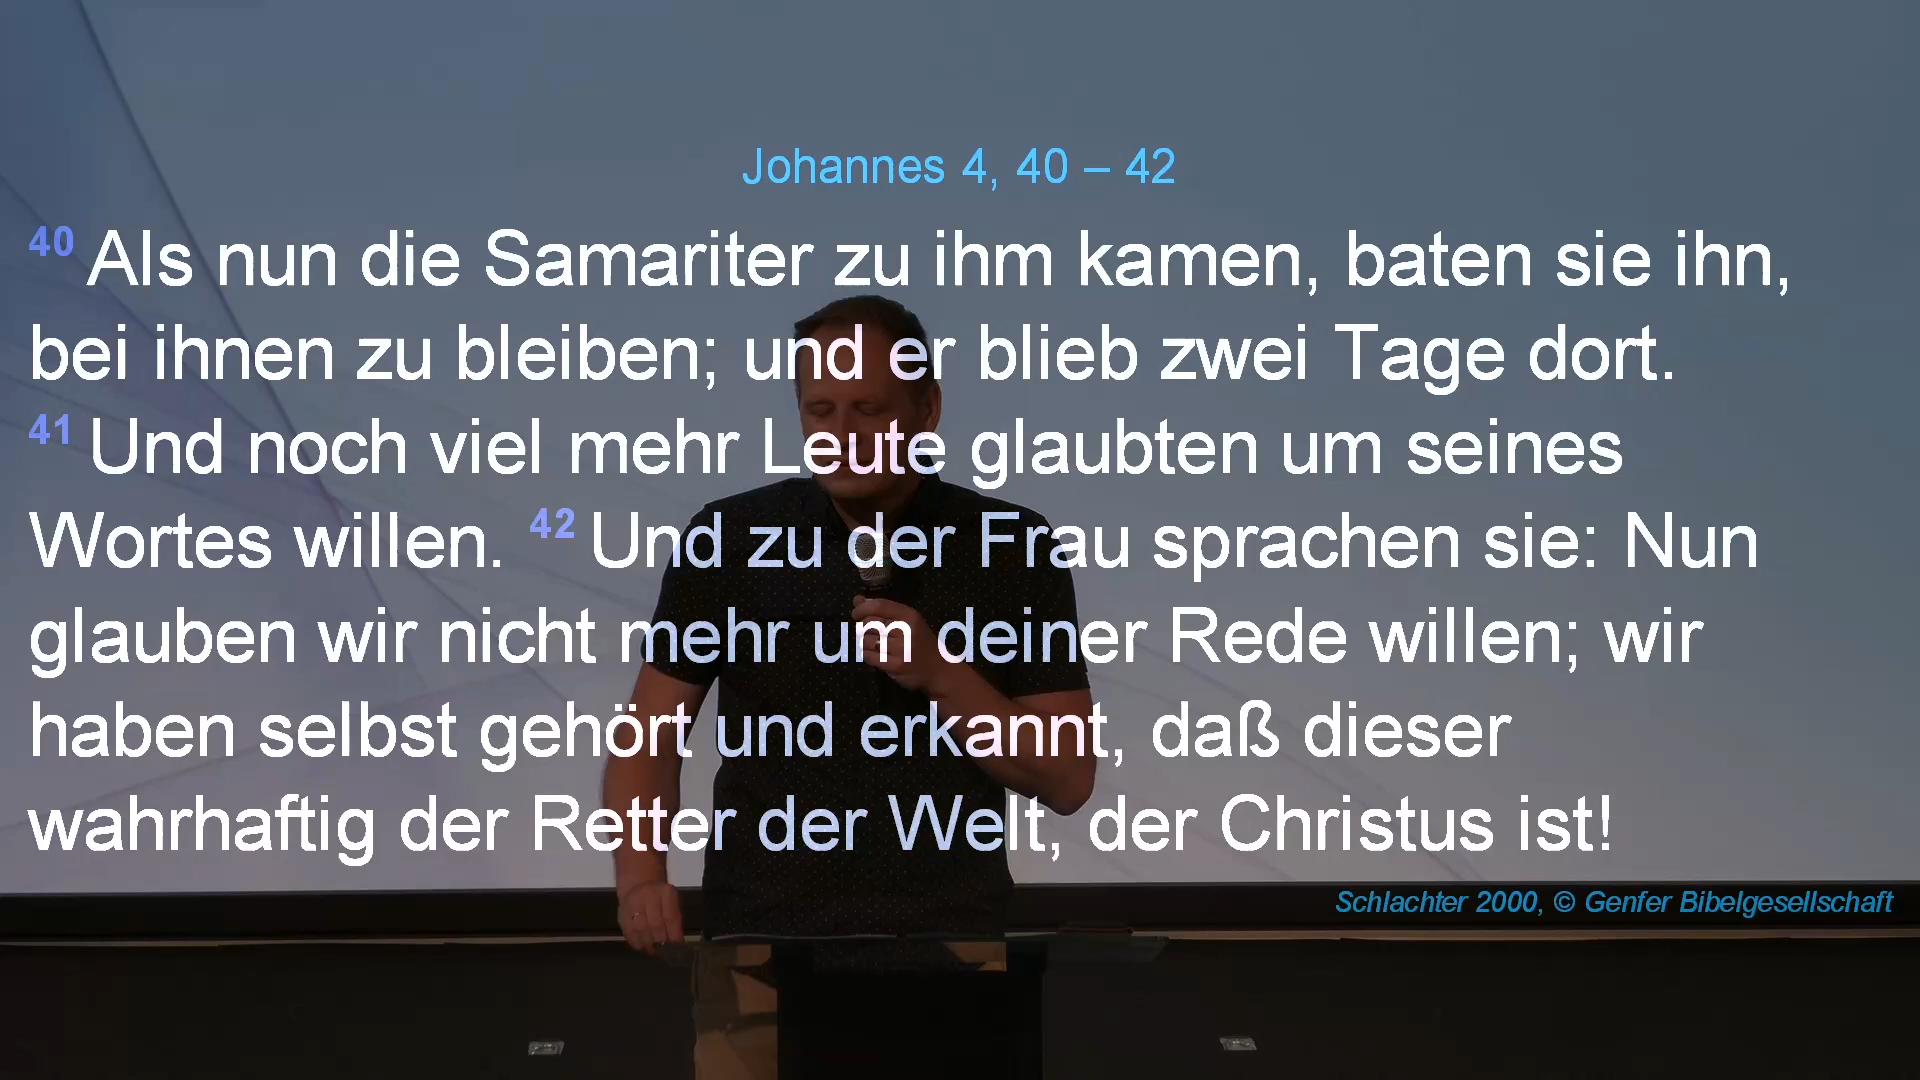 Johannes 4, 40 – 42
40 Als nun die Samariter zu ihm kamen, baten sie ihn,
bei ihnen zu bleiben; und er blieb zwei Tage dort.
41 Und noch viel mehr Leute glaubten um seines
Wortes willen. 42 Und zu der Frau sprachen sie: Nun
glauben wir nicht mehr um deiner Rede willen; wir
haben selbst gehört und erkannt, daß dieser
wahrhaftig der Retter der Welt, der Christus ist!
Schlachter 2000, © Genfer Bibelgesellschaft